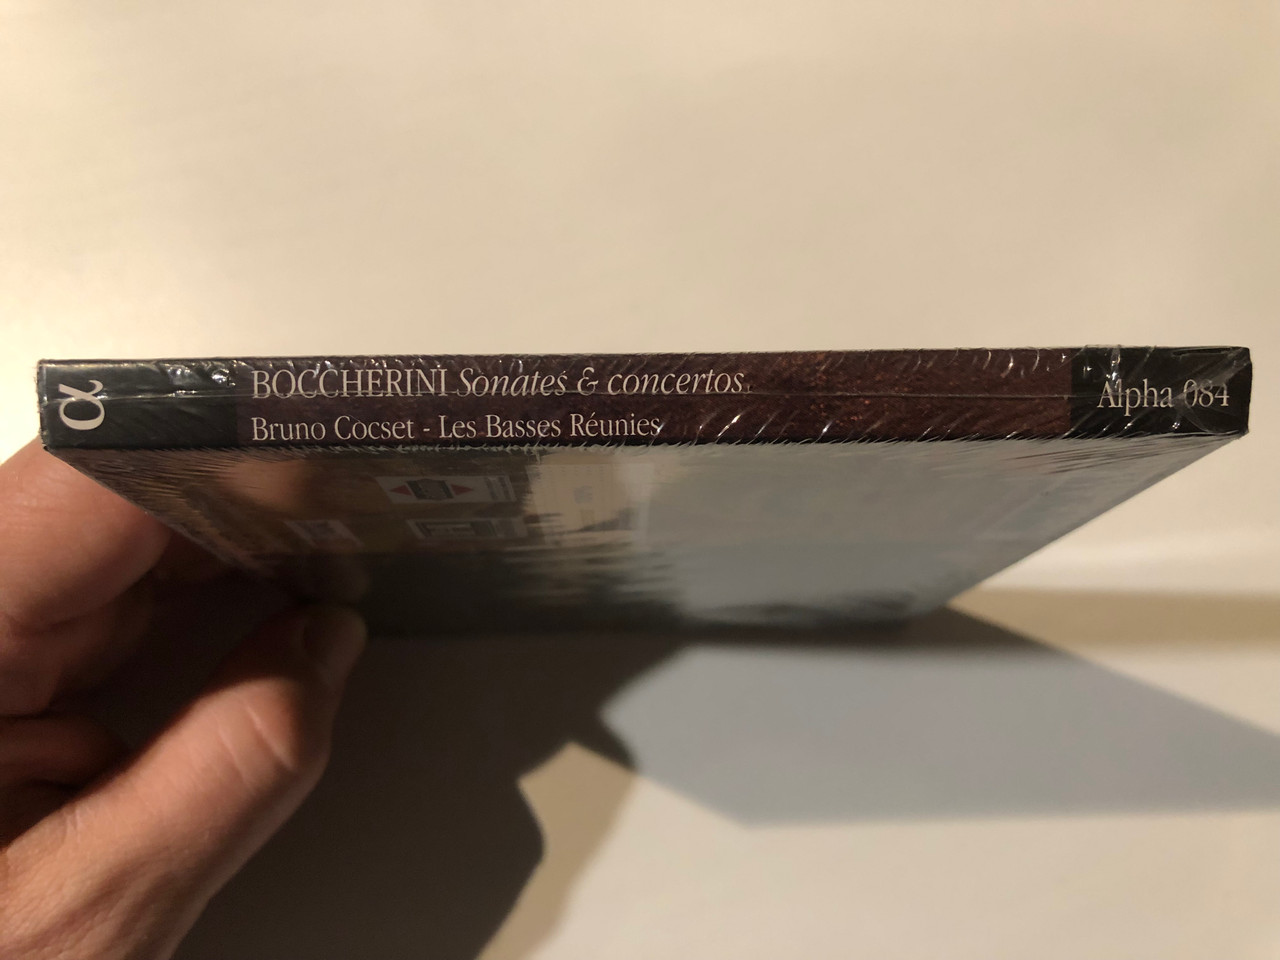 α
BOCCHERINI Sonates & concertos
Bruno Cocset - Les Basses Réunies
Alpha 084